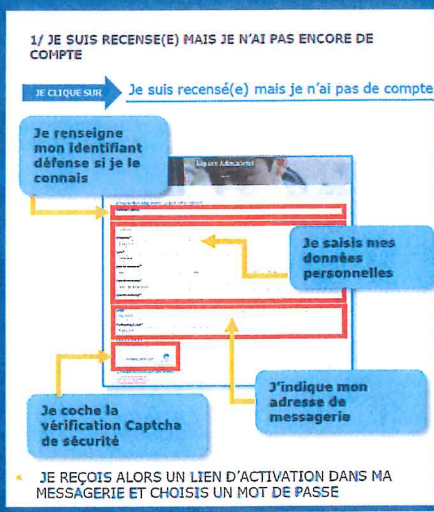 1/ JE SUIS RECENSE(E) MAIS JE N'AI PAS ENCORE DE
COMPTE
JE CLIQUE SUR
Je suis recensé(e) mais je n'ai pas de compte
Je renseigne
mon identifiant
défense si je le
connais
Je saisis mes
données
personnelles
J'indique mon
adresse de
messagerie
Je coche la
vérification Captcha
de sécurité
JE REÇOIS ALORS UN LIEN D'ACTIVATION DANS MA
MESSAGERIE ET CHOISIS UN MOT DE PASSE